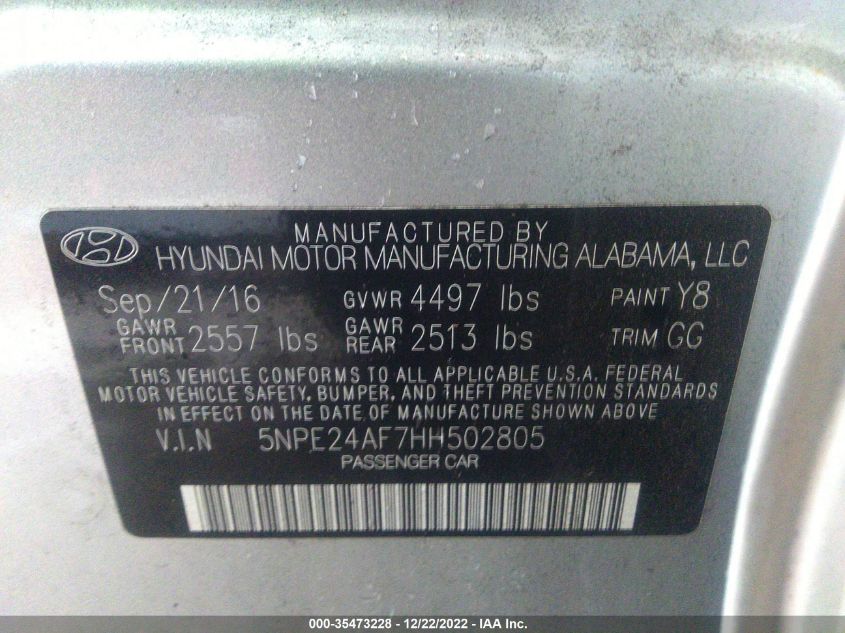 MANUFACTURED BY
HYUNDAI MOTOR MANUFACTURING ALABAMA, LLC
Sep/21/16 GVWR 4497 lbs PAINT Y8
GAWR FRONT 2557 lbs GAWR REAR 2513 lbs TRIM GG
THIS VEHICLE CONFORMS TO ALL APPLICABLE U.S.A. FEDERAL
MOTOR VEHICLE SAFETY, BUMPER, AND THEFT PREVENTION STANDARDS
IN EFFECT ON THE DATE OF MANUFACTURE SHOWN ABOVE
V.I.N 5NPE24AF7HH502805
PASSENGER CAR
000-35473228 - 12/22/2022 - IAA Inc.